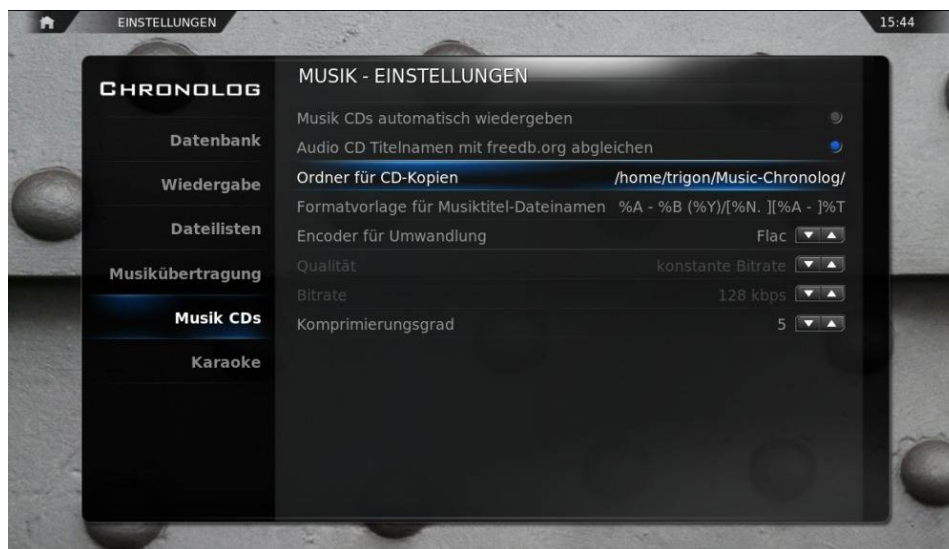 EINSTELLUNGEN
15:44
CHRONOLOG
Datenbank
Wiedergabe
Dateilisten
Musikübertragung
Musik CDs
Karaoke
MUSIK - EINSTELLUNGEN
Musik CDs automatisch wiedergeben
Audio CD Titelnamen mit freedb.org abgleichen
Ordner für CD-Kopien /home/trigon/Music-Chronolog/
Formatvorlage für Musiktitel-Dateinamen %A - %B (%Y)/[%N. ][%A - ]%T
Encoder für Umwandlung Flac
Qualität konstante Bitrate
Bitrate 128 kbps
Komprimierungsgrad 5